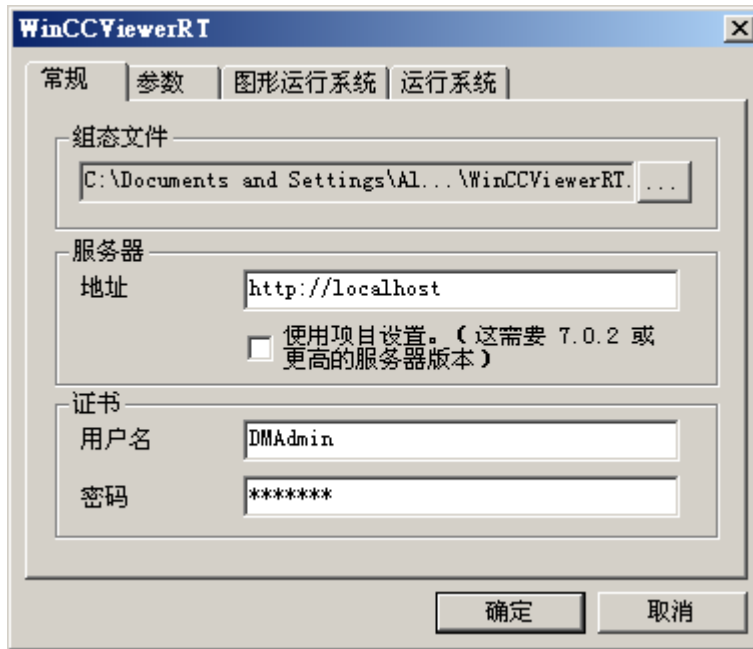 WinCCViewerRT
常规 参数 图形运行系统 运行系统
组态文件
C:\Documents and Settings\Al...\WinCCViewerRT. ...
服务器
地址 http://localhost
使用项目设置。(这需要 7.0.2 或
更高的服务器版本)
证书
用户名 DMAdmin
密码 *******
确定 取消